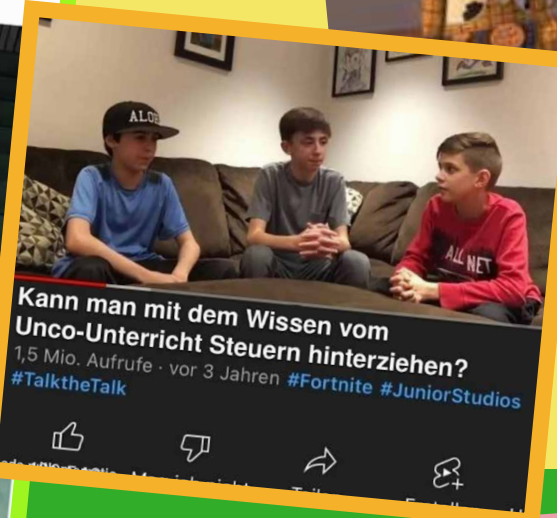 ALOE
ALL NET
Kann man mit dem Wissen vom
Unco-Unterricht Steuern hinterziehen?
1,5 Mio. Aufrufe · vor 3 Jahren #Fortnite #JuniorStudios
#TalktheTalk